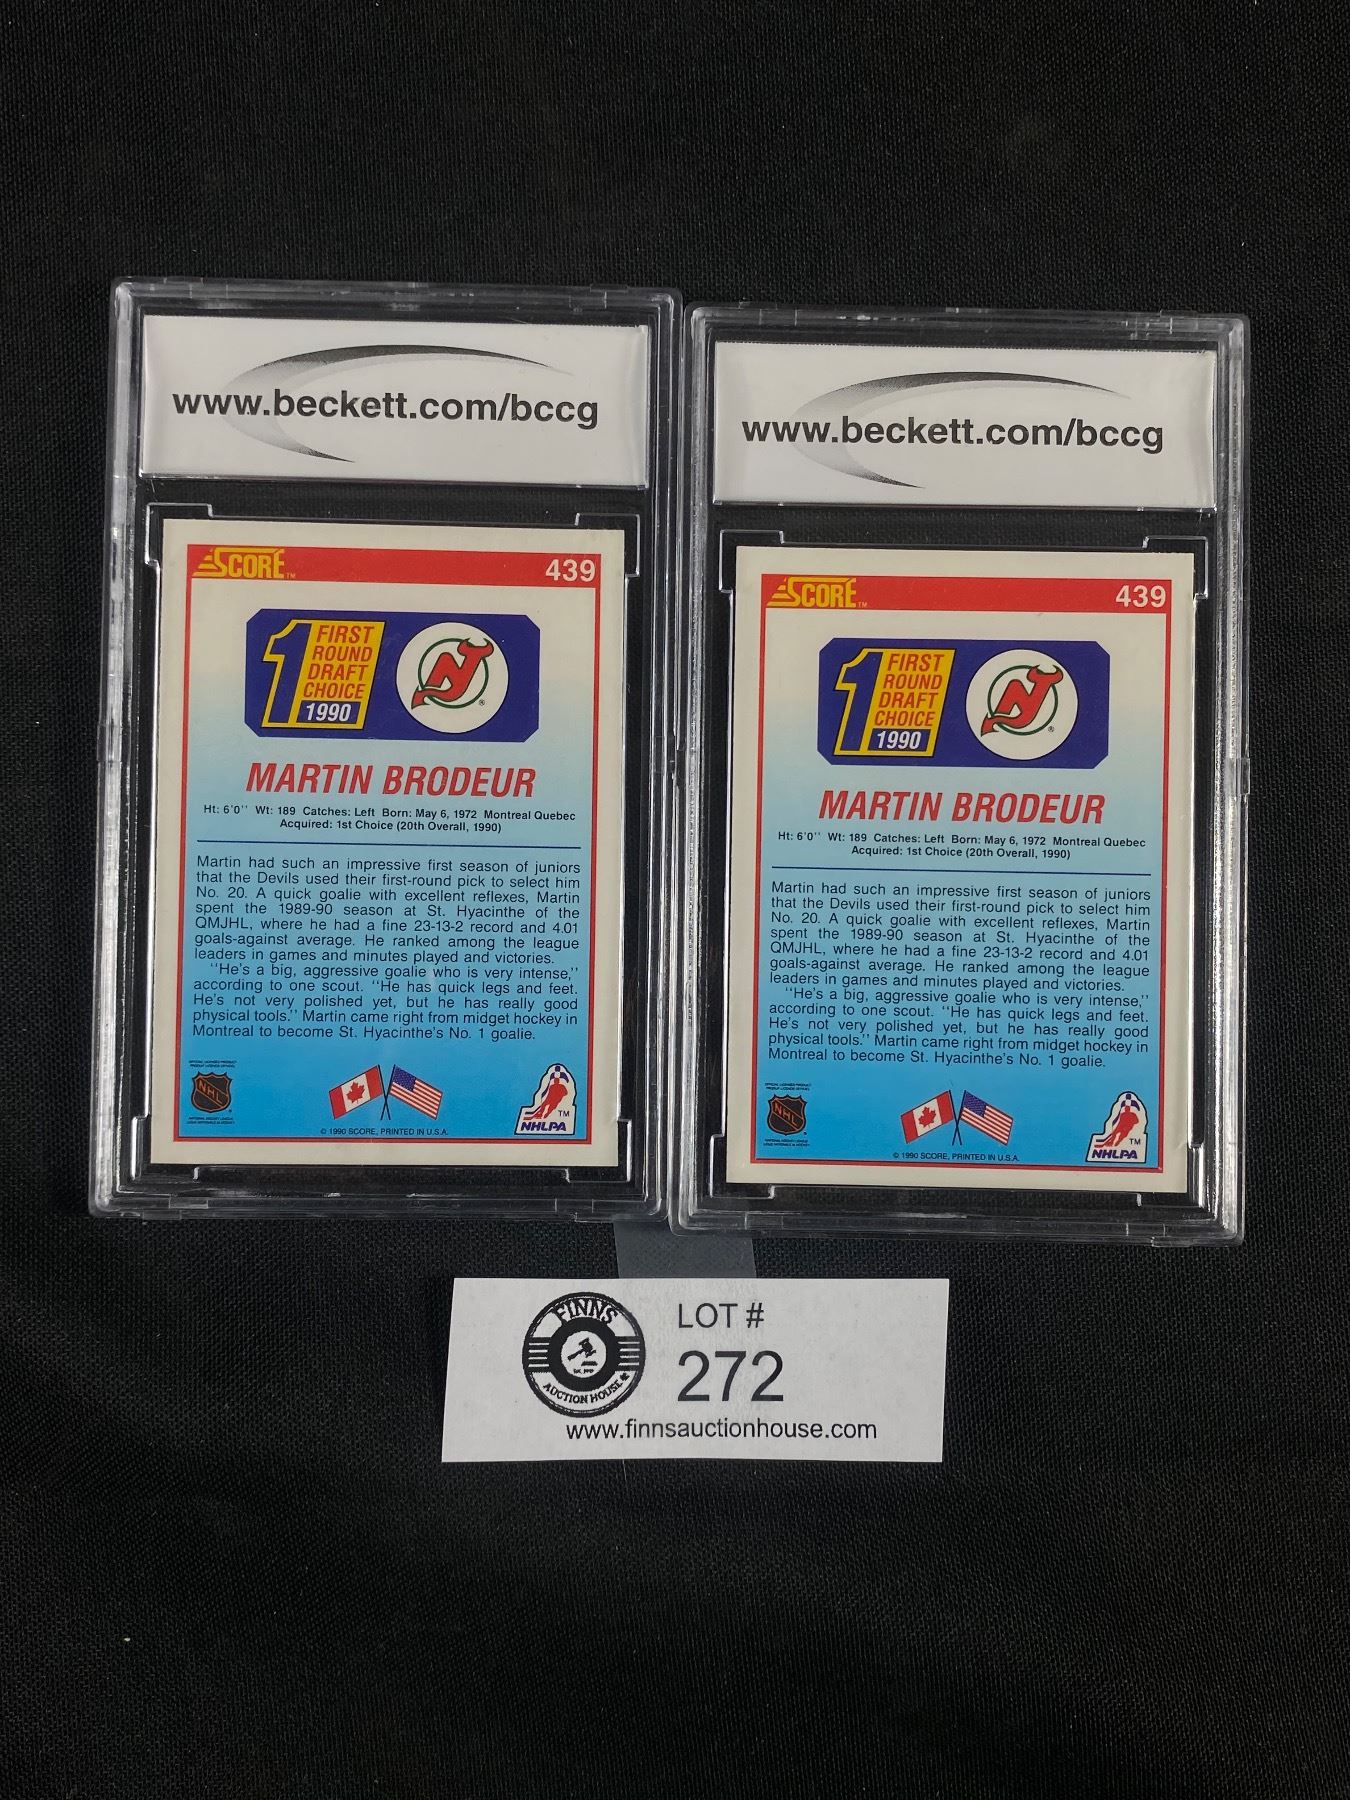 www.beckett.com/bccg
SCORE™ 439
1 FIRST
ROUND
DRAFT
CHOICE
1990
NJ ®
MARTIN BRODEUR
Ht: 6'0'' Wt: 189 Catches: Left Born: May 6, 1972 Montreal Quebec
Acquired: 1st Choice (20th Overall, 1990)
Martin had such an impressive first season of juniors
that the Devils used their first-round pick to select him
No. 20. A quick goalie with excellent reflexes, Martin
spent the 1989-90 season at St. Hyacinthe of the
QMJHL, where he had a fine 23-13-2 record and 4.01
goals-against average. He ranked among the league
leaders in games and minutes played and victories.
''He's a big, aggressive goalie who is very intense,''
according to one scout. ''He has quick legs and feet.
He's not very polished yet, but he has really good
physical tools.'' Martin came right from midget hockey in
Montreal to become St. Hyacinthe's No. 1 goalie.
NHL
© 1990 SCORE, PRINTED IN U.S.A.
TM
NHLPA
www.beckett.com/bccg
SCORE™ 439
1 FIRST
ROUND
DRAFT
CHOICE
1990
NJ ®
MARTIN BRODEUR
Ht: 6'0'' Wt: 189 Catches: Left Born: May 6, 1972 Montreal Quebec
Acquired: 1st Choice (20th Overall, 1990)
Martin had such an impressive first season of juniors
that the Devils used their first-round pick to select him
No. 20. A quick goalie with excellent reflexes, Martin
spent the 1989-90 season at St. Hyacinthe of the
QMJHL, where he had a fine 23-13-2 record and 4.01
goals-against average. He ranked among the league
leaders in games and minutes played and victories.
''He's a big, aggressive goalie who is very intense,''
according to one scout. ''He has quick legs and feet.
He's not very polished yet, but he has really good
physical tools.'' Martin came right from midget hockey in
Montreal to become St. Hyacinthe's No. 1 goalie.
NHL
© 1990 SCORE, PRINTED IN U.S.A.
TM
NHLPA
FINNS
AUCTION HOUSE
LOT #
272
www.finnsauctionhouse.com